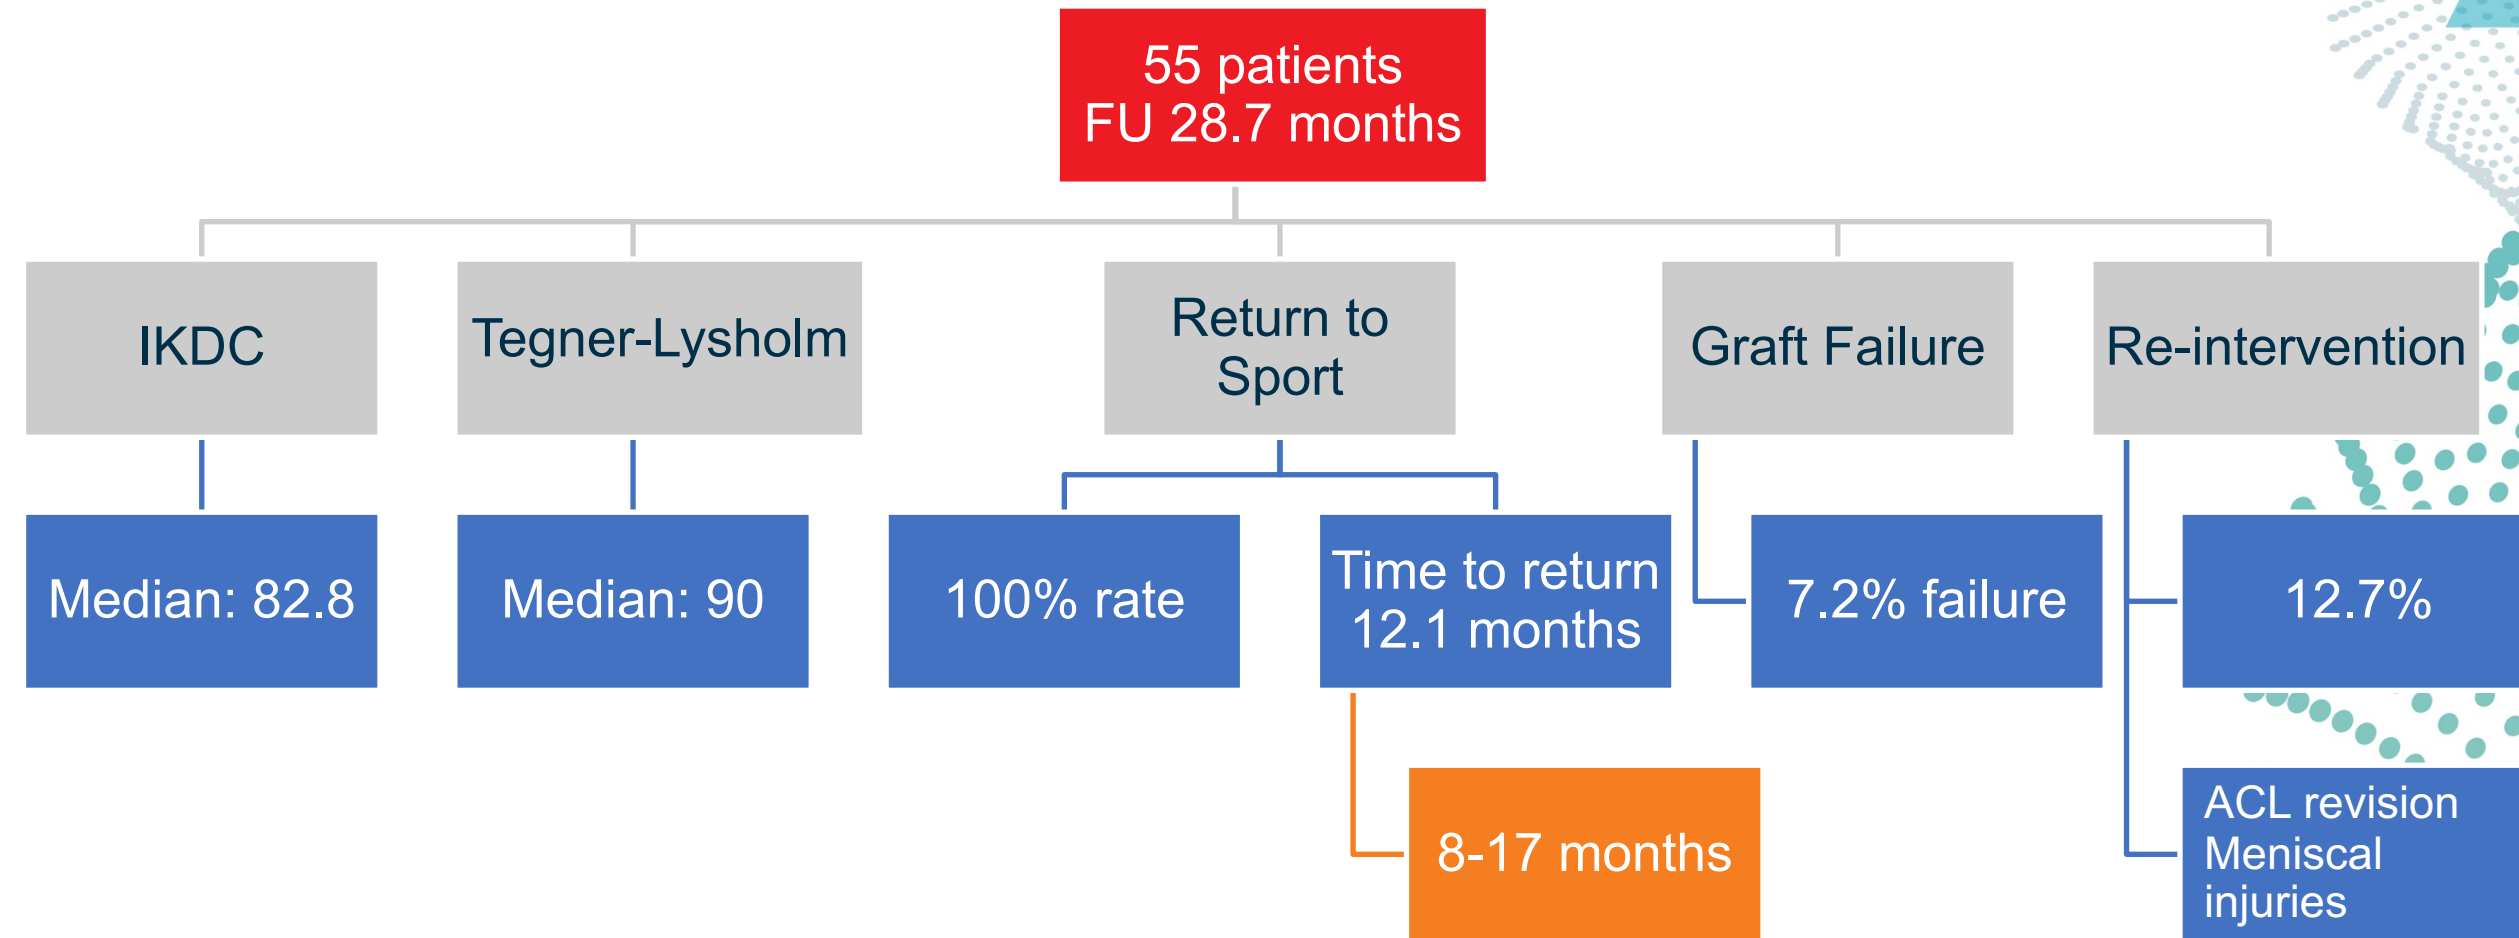 55 patients
FU 28.7 months
IKDC
Tegner-Lysholm
Return to
Sport
Graft Failure
Re-intervention
Median: 82.8
Median: 90
100% rate
Time to return
12.1 months
7.2% failure
12.7%
8-17 months
ACL revision
Meniscal
injuries